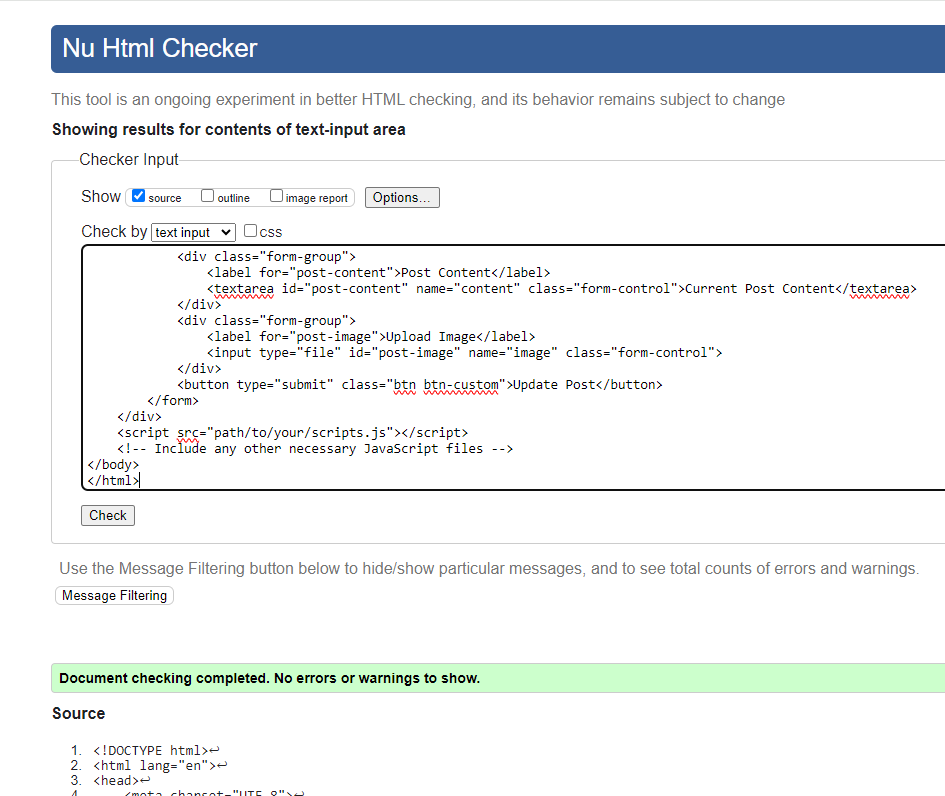 Nu Html Checker
This tool is an ongoing experiment in better HTML checking, and its behavior remains subject to change
Showing results for contents of text-input area
Checker Input
Show source outline image report Options...
Check by text input css
<div class="form-group">
<label for="post-content">Post Content</label>
<textarea id="post-content" name="content" class="form-control">Current Post Content</textarea>
</div>
<div class="form-group">
<label for="post-image">Upload Image</label>
<input type="file" id="post-image" name="image" class="form-control">
</div>
<button type="submit" class="btn btn-custom">Update Post</button>
</form>
</div>
<script src="path/to/your/scripts.js"></script>
<!-- Include any other necessary JavaScript files -->
</body>
</html>
Check
Use the Message Filtering button below to hide/show particular messages, and to see total counts of errors and warnings.
Message Filtering
Document checking completed. No errors or warnings to show.
Source
1. <!DOCTYPE html>↩
2. <html lang="en">↩
3. <head>↩
4. <meta charset="UTF-8">↩